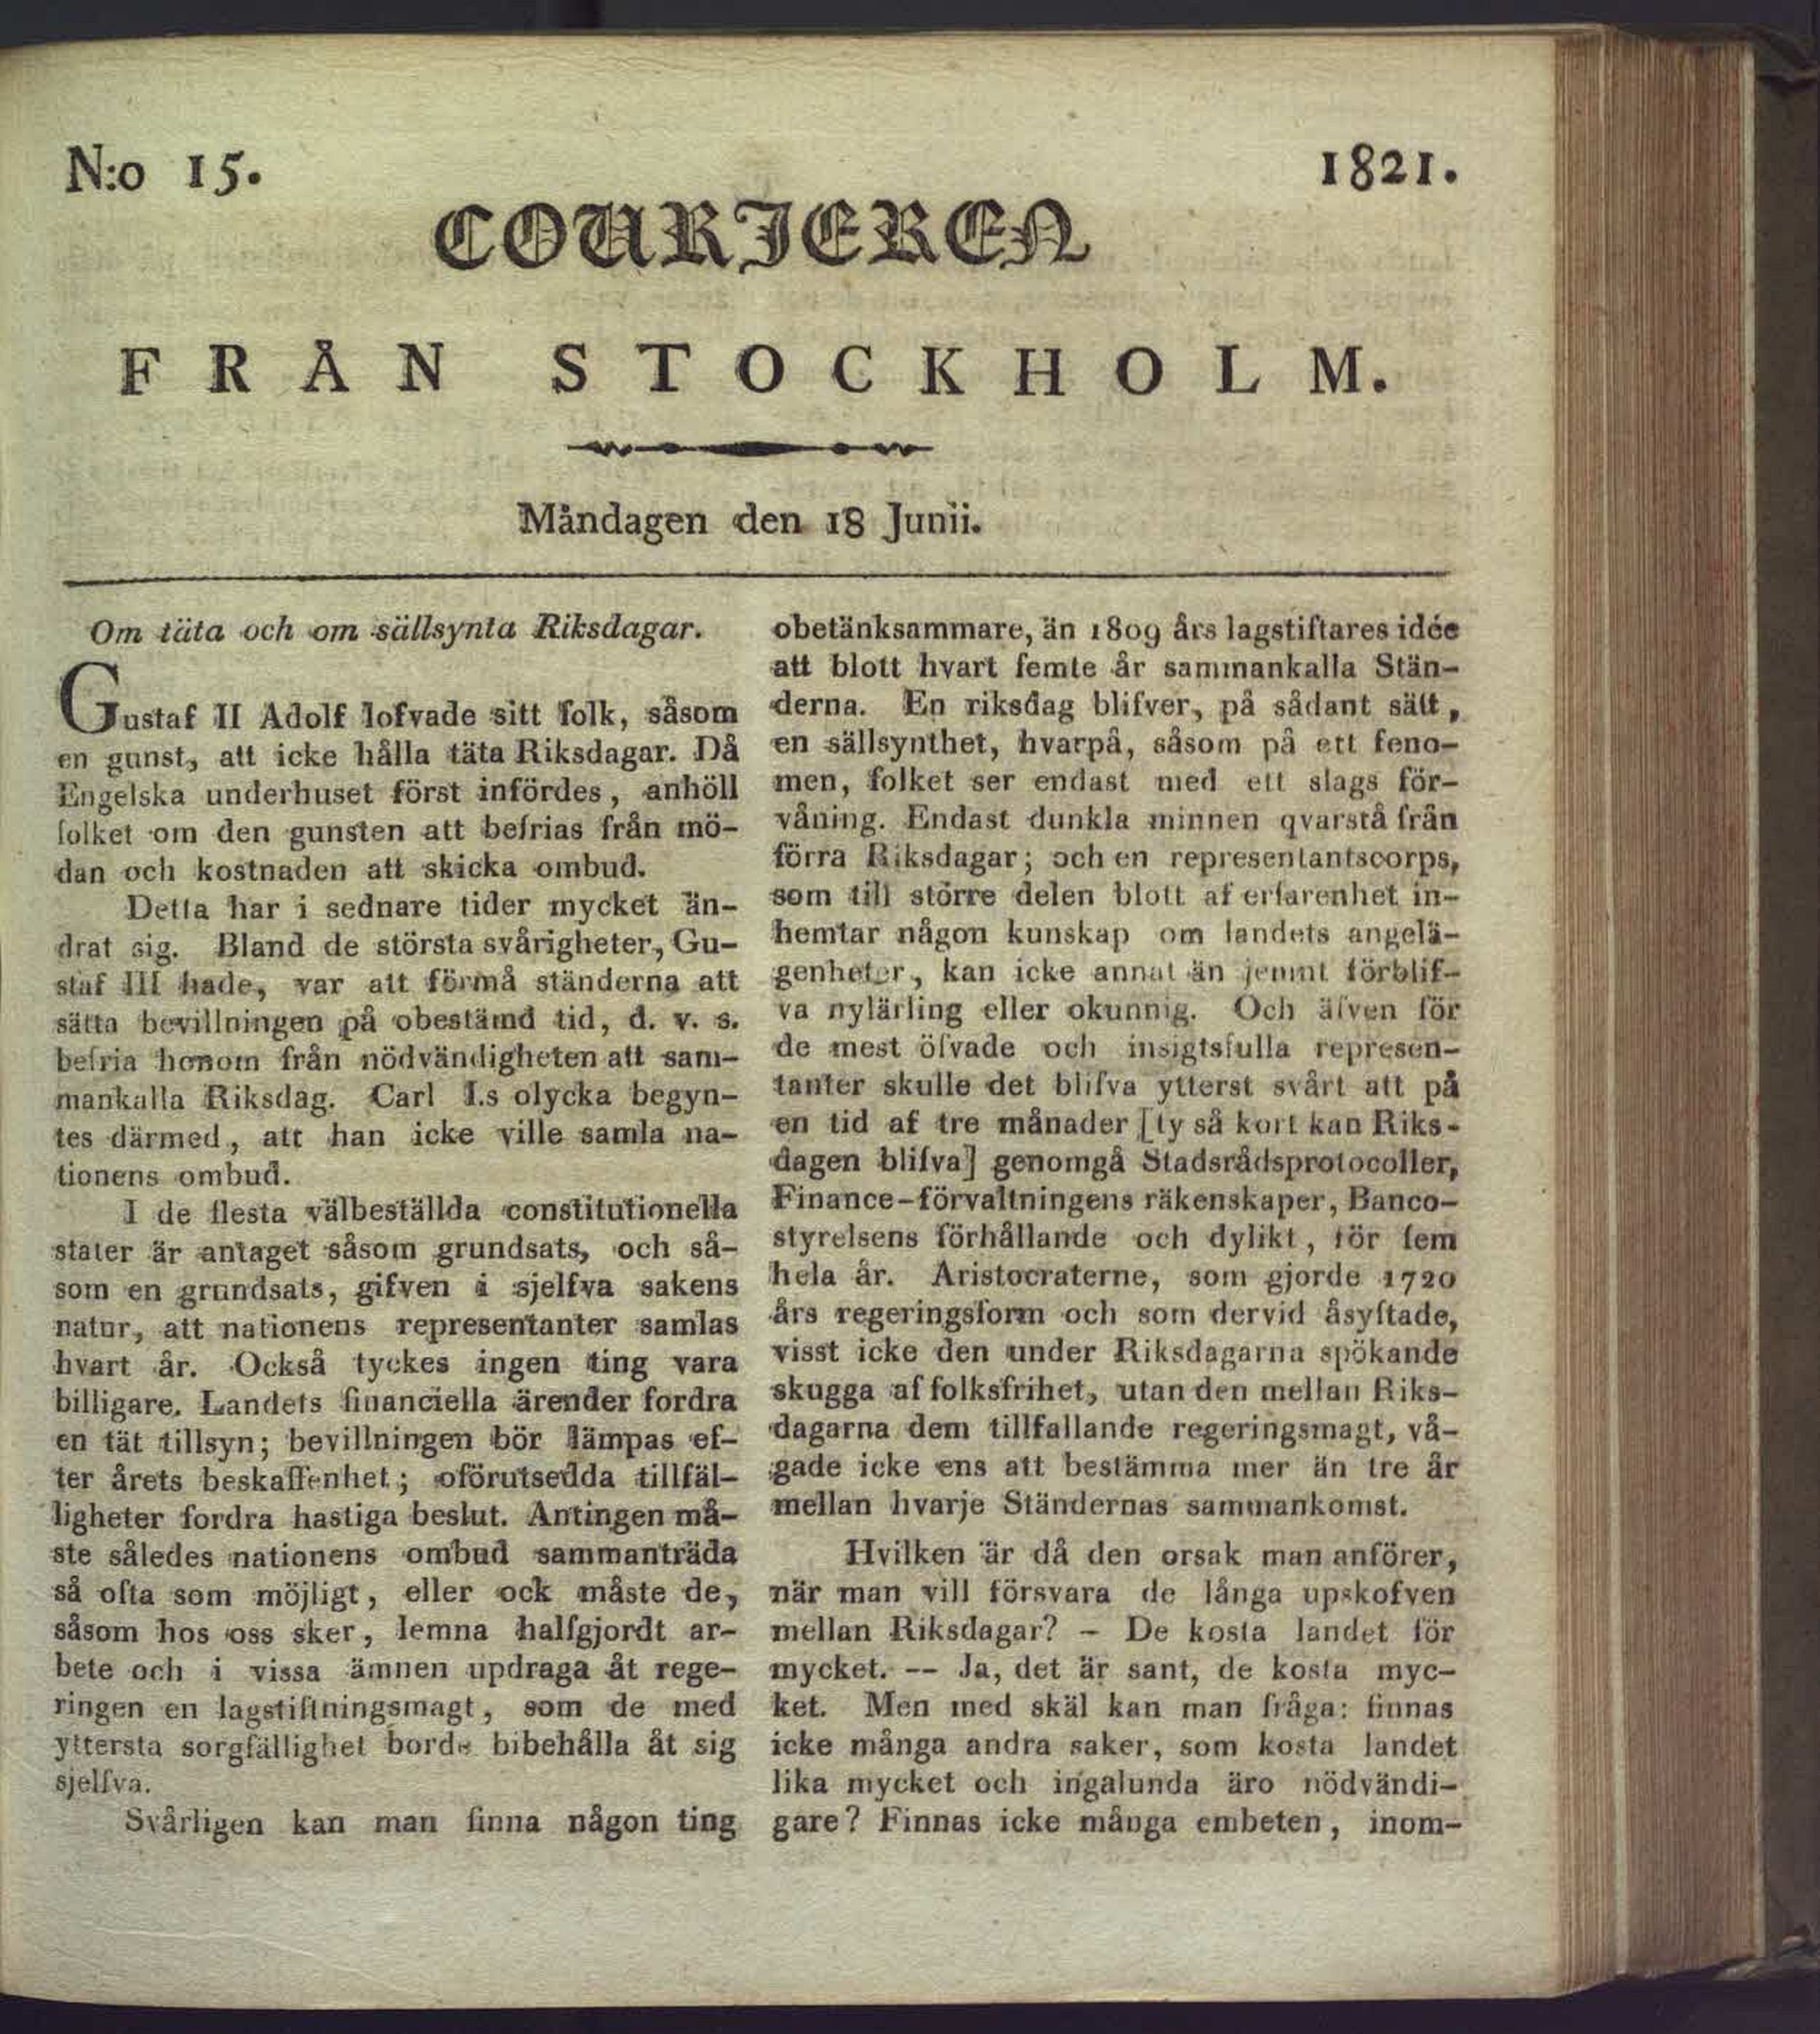 N:o 15.
1821.
COURIEREN
FRÅN STOCKHOLM.
Måndagen den 18 Junii.
Om täta och om sällsynta Riksdagar.
Gustaf II Adolf lofvade sitt folk, såsom
en gunst, att icke hålla täta Riksdagar. Då
Engelska underhuset först infördes, anhöll
folket om den gunsten att befrias från mö-
dan och kostnaden att skicka ombud.
Detta har i sednare tider mycket än-
drat sig. Bland de största svårigheter, Gu-
staf III hade, var att förmå ständerna att
sätta bevillningen på obestämd tid, d. v. s.
befria honom från nödvändigheten att sam-
mankalla Riksdag. Carl I.s olycka begyn-
tes därmed, att han icke ville samla na-
tionens ombud.
I de flesta välbeställda constitutionella
stater är antaget såsom grundsats, och så-
som en grundsats, gifven i sjelfva sakens
natur, att nationens representanter samlas
hvart år. Också tyckes ingen ting vara
billigare. Landets financiella ärender fordra
en tät tillsyn; bevillningen bör lämpas ef-
ter årets beskaffenhet; oförutsedda tillfäl-
ligheter fordra hastiga beslut. Antingen må-
ste således nationens ombud sammanträda
så ofta som möjligt, eller ock måste de,
såsom hos oss sker, lemna halfgjordt ar-
bete och i vissa ämnen updraga åt rege-
ringen en lagstiftningsmagt, som de med
yttersta sorgfällighet borde bibehålla åt sig
sjelfva.
Svårligen kan man finna någon ting
obetänksammare, än 1809 års lagstiftares idée
att blott hvart femte år sammankalla Stän-
derna. En riksdag blifver, på sådant sätt,
en sällsynthet, hvarpå, såsom på ett feno-
men, folket ser endast med ett slags för-
våning. Endast dunkla minnen qvarstå från
förra Riksdagar; och en representantscorps,
som till större delen blott af erfarenhet in-
hemtar någon kunskap om landets angelä-
genheter, kan icke annat än jemnt förblif-
va nylärling eller okunnig. Och äfven för
de mest öfvade och insigtsfulla represen-
tanter skulle det blifva ytterst svårt att på
en tid af tre månader [ty så kort kan Riks-
dagen blifva] genomgå Stadsrådsprotocoller,
Finance-förvaltningens räkenskaper, Banco-
styrelsens förhållande och dylikt, för fem
hela år. Aristocraterne, som gjorde 1720
års regeringsform och som dervid åsyftade,
visst icke den under Riksdagarna spökande
skugga af folksfrihet, utan den mellan Riks-
dagarna dem tillfallande regeringsmagt, vå-
gade icke ens att bestämma mer än tre år
mellan hvarje Ständernas sammankomst.
Hvilken är då den orsak man anförer,
när man vill försvara de långa upskofven
mellan Riksdagar? - De kosta landet för
mycket. -- Ja, det är sant, de kosta myc-
ket. Men med skäl kan man fråga: finnas
icke många andra saker, som kosta landet
lika mycket och ingalunda äro nödvändi-
gare? Finnas icke många embeten, inom-